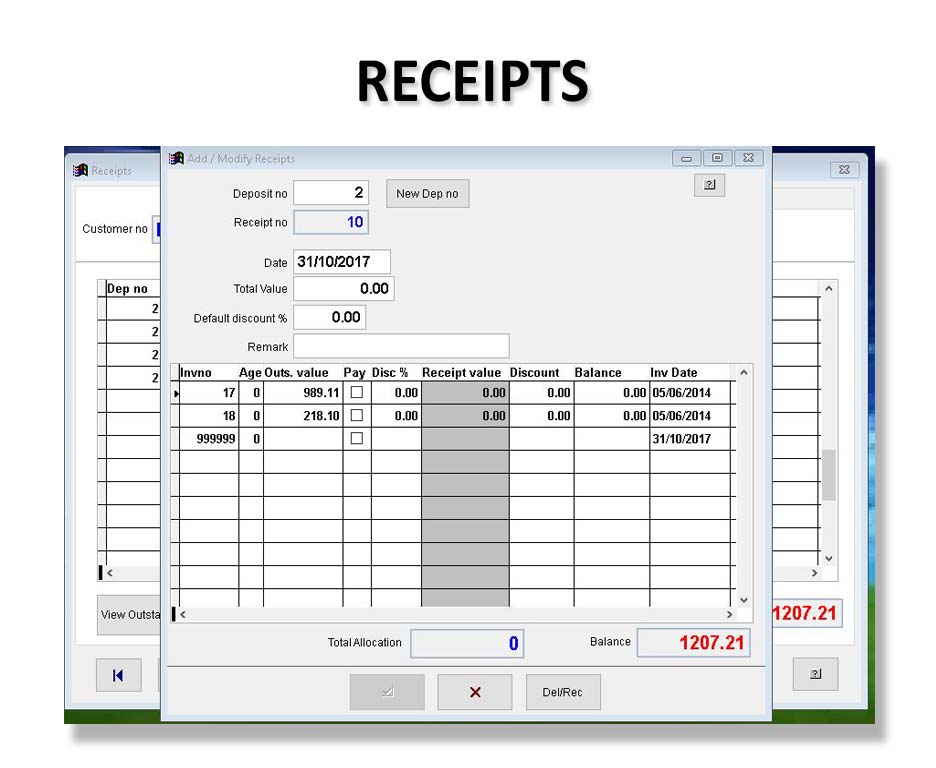 RECEIPTS
Receipts
Add / Modify Receipts
Customer no
Deposit no 2 New Dep no
Receipt no 10
Date 31/10/2017
Total Value 0.00
Default discount % 0.00
Remark
Dep no
2
2
2
2
Invno Age Outs. value Pay Disc % Receipt value Discount Balance Inv Date
17 0 989.11 0.00 0.00 0.00 0.00 05/06/2014
18 0 218.10 0.00 0.00 0.00 0.00 05/06/2014
999999 0 31/10/2017
View Outsta
Total Allocation 0 Balance 1207.21
1207.21
Del/Rec